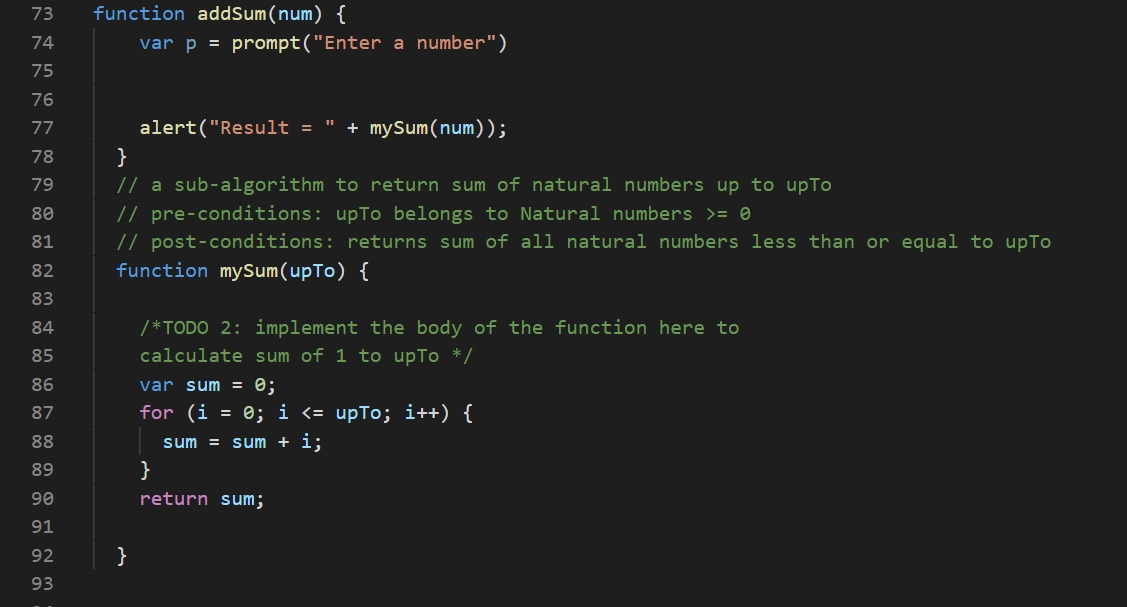 73 function addSum(num) {
74 var p = prompt("Enter a number")
75
76
77 alert("Result = " + mySum(num));
78 }
79 // a sub-algorithm to return sum of natural numbers up to upTo
80 // pre-conditions: upTo belongs to Natural numbers >= 0
81 // post-conditions: returns sum of all natural numbers less than or equal to upTo
82 function mySum(upTo) {
83
84 /*TODO 2: implement the body of the function here to
85 calculate sum of 1 to upTo */
86 var sum = 0;
87 for (i = 0; i <= upTo; i++) {
88 sum = sum + i;
89 }
90 return sum;
91
92 }
93